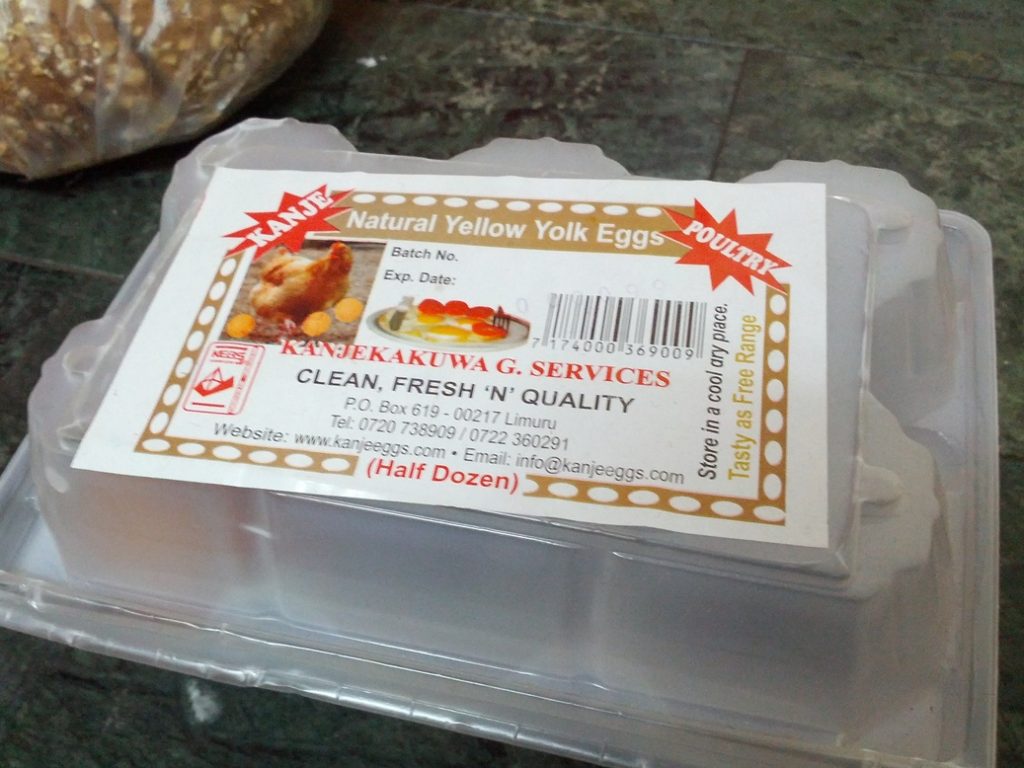 KANJE
Natural Yellow Yolk Eggs
POULTRY
Batch No.
Exp. Date:
7 174000 369009
KANJEKAKUWA G. SERVICES
CLEAN, FRESH ‘N’ QUALITY
P.O. Box 619 - 00217 Limuru
Tel: 0720 738909 / 0722 360291
Website: www.kanjeeggs.com • Email: info@kanjeeggs.com
(Half Dozen)
Store in a cool dry place.
Tasty as Free Range